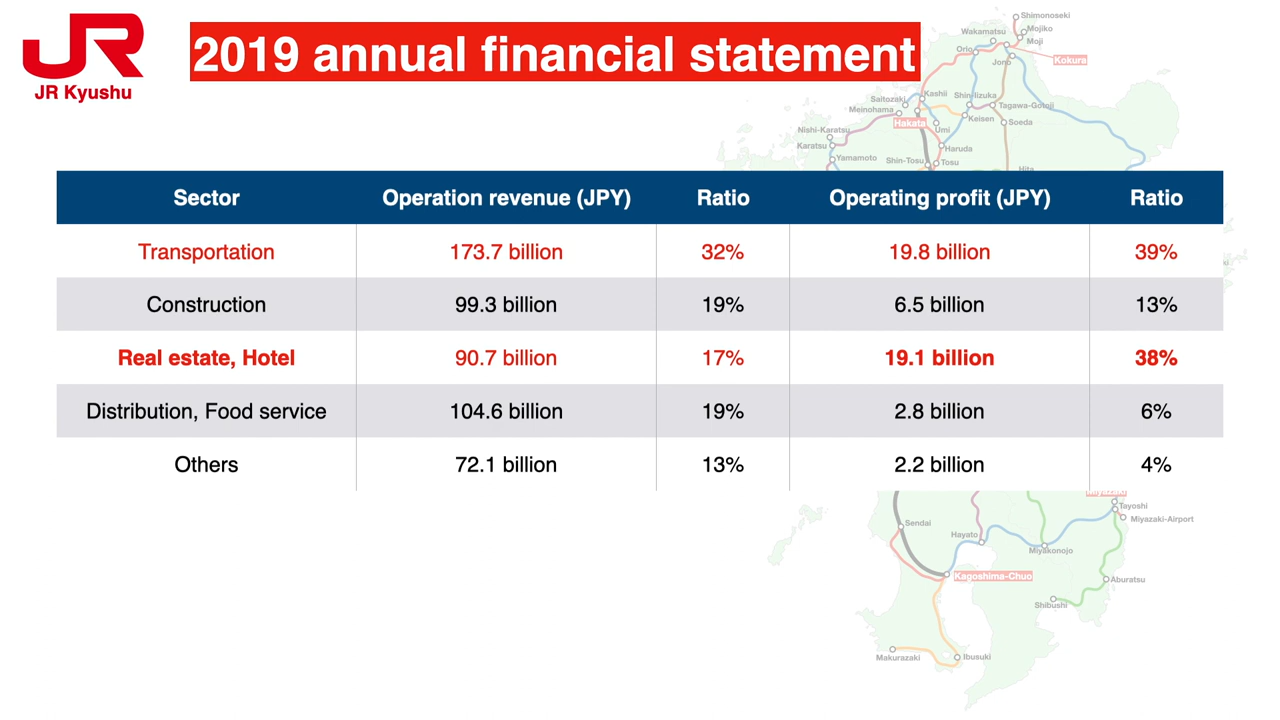 JR
JR Kyushu
2019 annual financial statement
Shimonoseki
Wakamatsu
Mojiko
Moji
Orio
Jono
Kokura
Saitozaki
Kashii
Shin-Iizuka
Meinohama
Tagawa-Gotoji
Hakata
Keisen
Soeda
Umi
Nishi-Karatsu
Karatsu
Haruda
Yamamoto
Shin-Tosu
Tosu
Hita
Sector Operation revenue (JPY) Ratio Operating profit (JPY) Ratio
Transportation 173.7 billion 32% 19.8 billion 39%
Construction 99.3 billion 19% 6.5 billion 13%
Real estate, Hotel 90.7 billion 17% 19.1 billion 38%
Distribution, Food service 104.6 billion 19% 2.8 billion 6%
Others 72.1 billion 13% 2.2 billion 4%
Miyazaki
Tayoshi
Miyazaki-Airport
Sendai
Hayato
Miyakonojo
Kagoshima-Chuo
Aburatsu
Shibushi
Makurazaki
Ibusuki